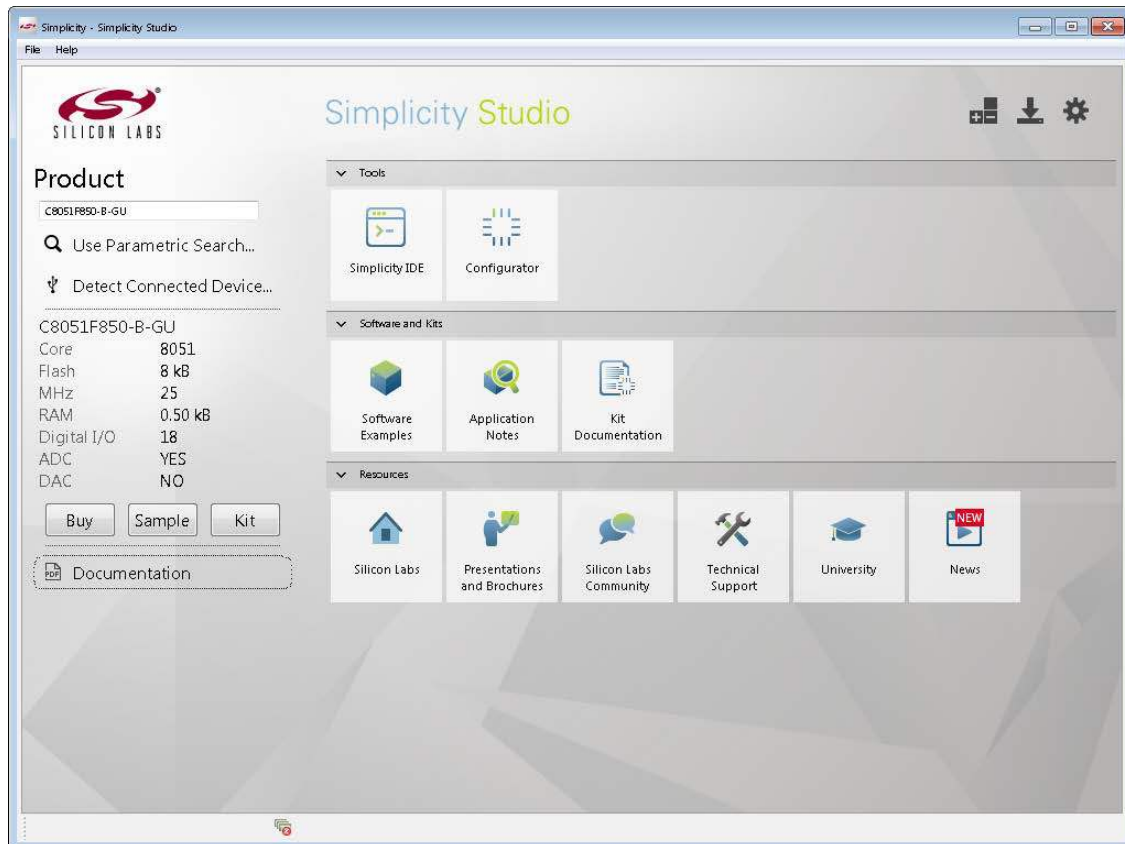 Simplicity - Simplicity Studio
File Help
SILICON LABS
Simplicity Studio
Product
C8051F850-B-GU
Use Parametric Search...
Detect Connected Device...
C8051F850-B-GU
Core 8051
Flash 8 kB
MHz 25
RAM 0.50 kB
Digital I/O 18
ADC YES
DAC NO
Buy Sample Kit
PDF Documentation
Tools
Simplicity IDE
Configurator
Software and Kits
Software
Examples
Application
Notes
Kit
Documentation
Resources
Silicon Labs
Presentations
and Brochures
Silicon Labs
Community
Technical
Support
University
NEW
News
2